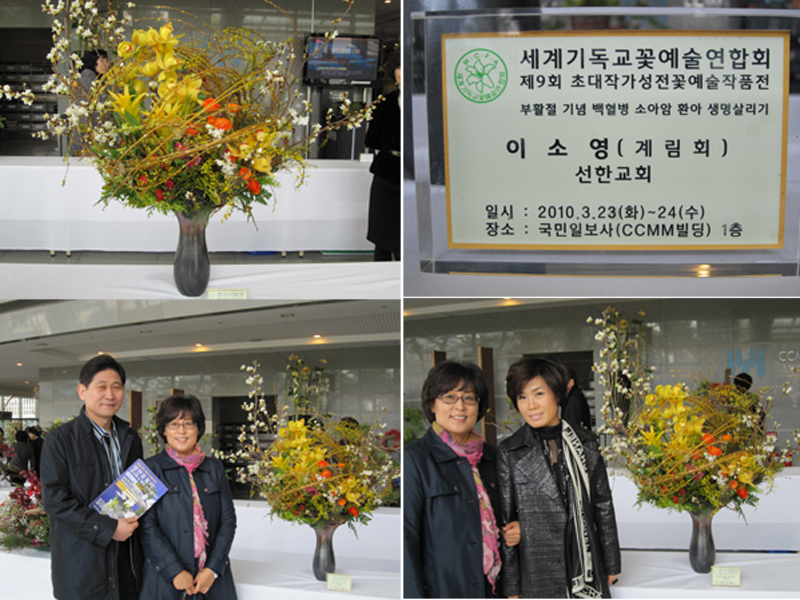 세계기독교꽃예술연합회
제9회 초대작가성전꽃예술작품전
부활절 기념 백혈병 소아암 환아 생명살리기
이 소 영 ( 계 림 회 )
선한교회
일시 : 2010.3.23(화)~24(수)
장소 : 국민일보사(CCMM빌딩) 1층